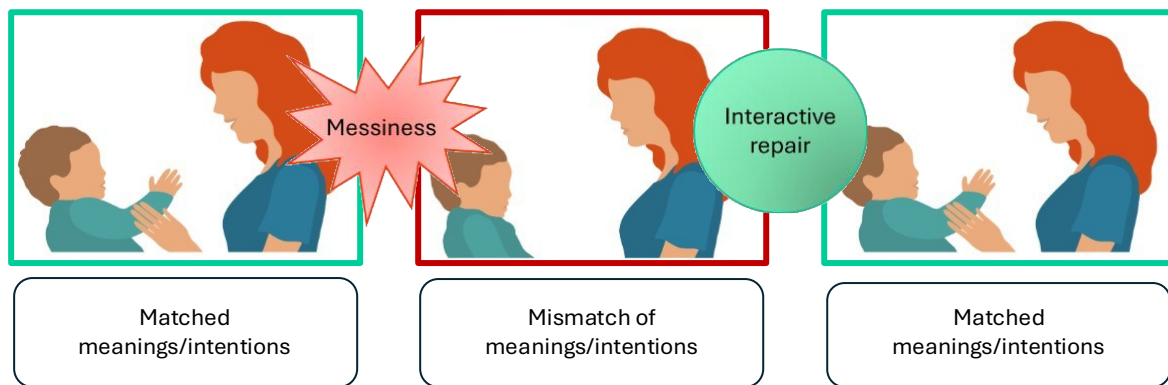 Messiness
Interactive
repair
Matched
meanings/intentions
Mismatch of
meanings/intentions
Matched
meanings/intentions